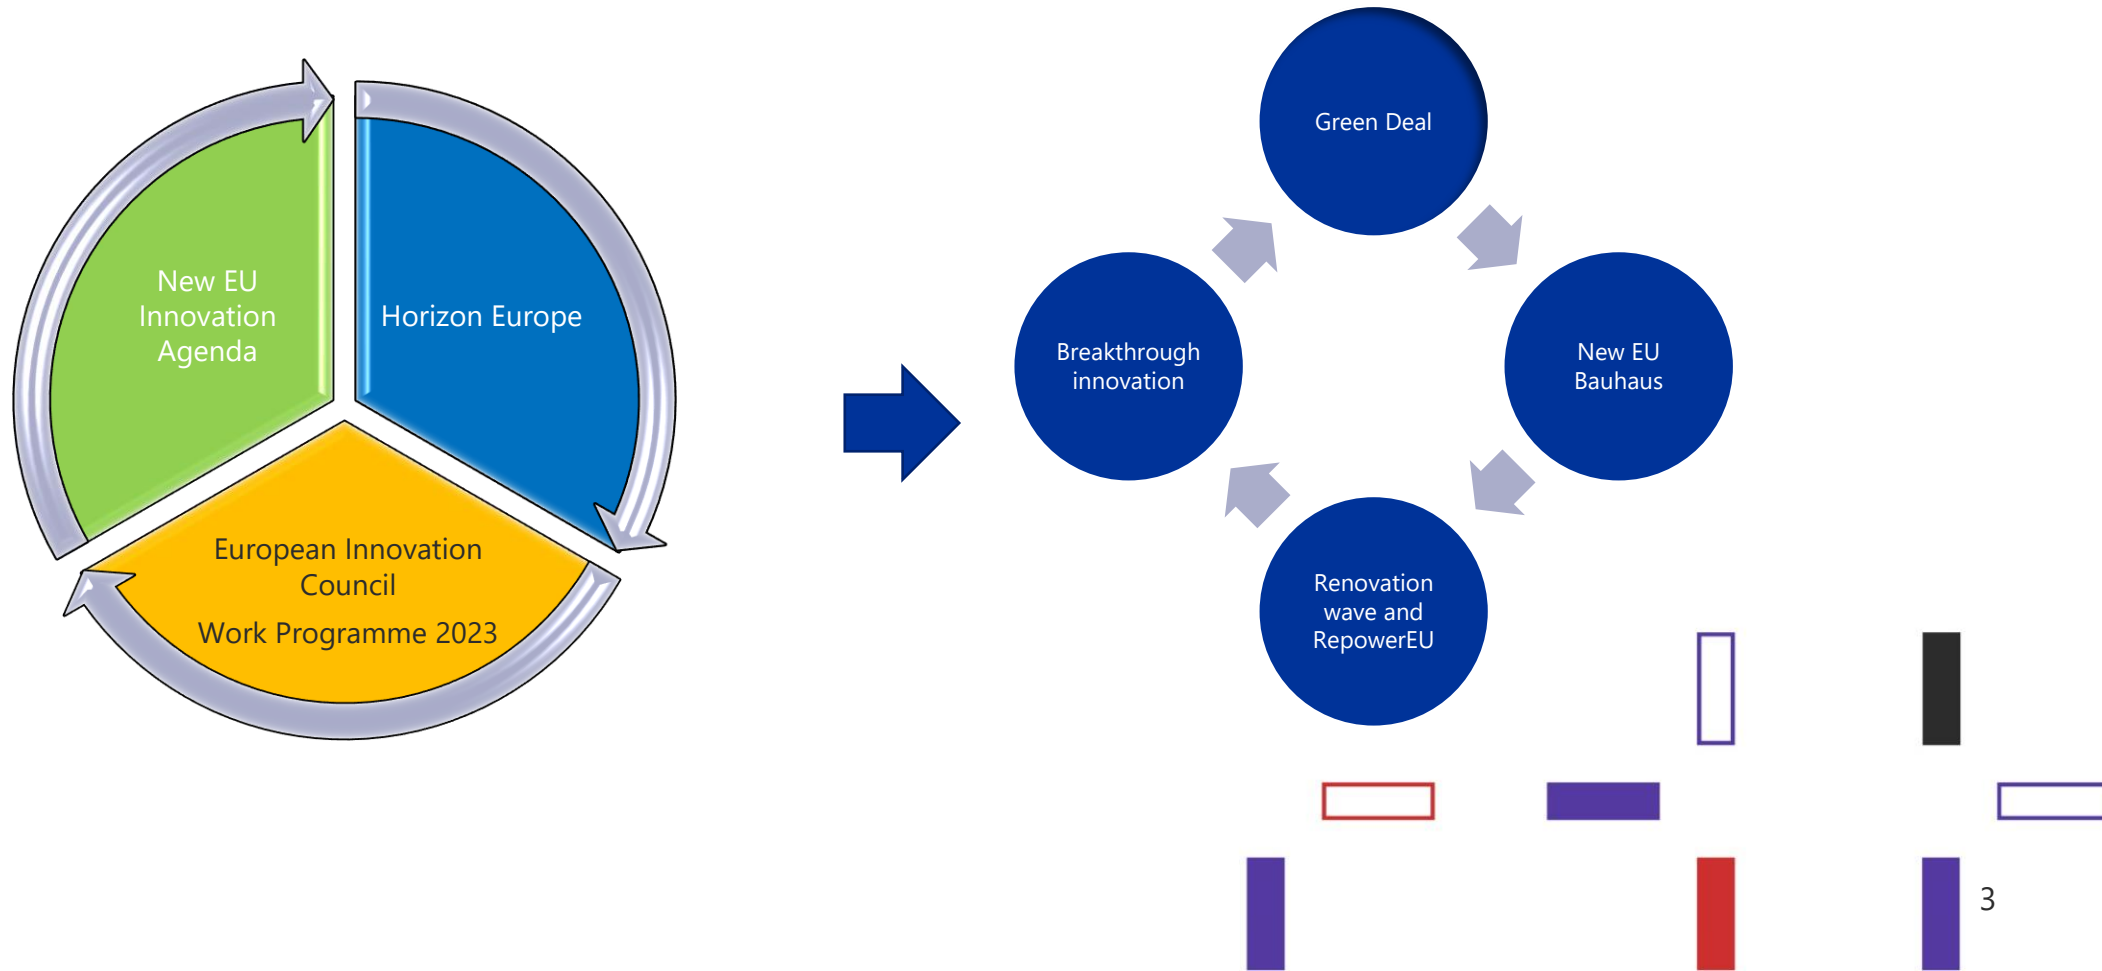 New EU
Innovation
Agenda
Horizon Europe
European Innovation
Council
Work Programme 2023
Green Deal
New EU
Bauhaus
Renovation
wave and
RepowerEU
Breakthrough
innovation
3